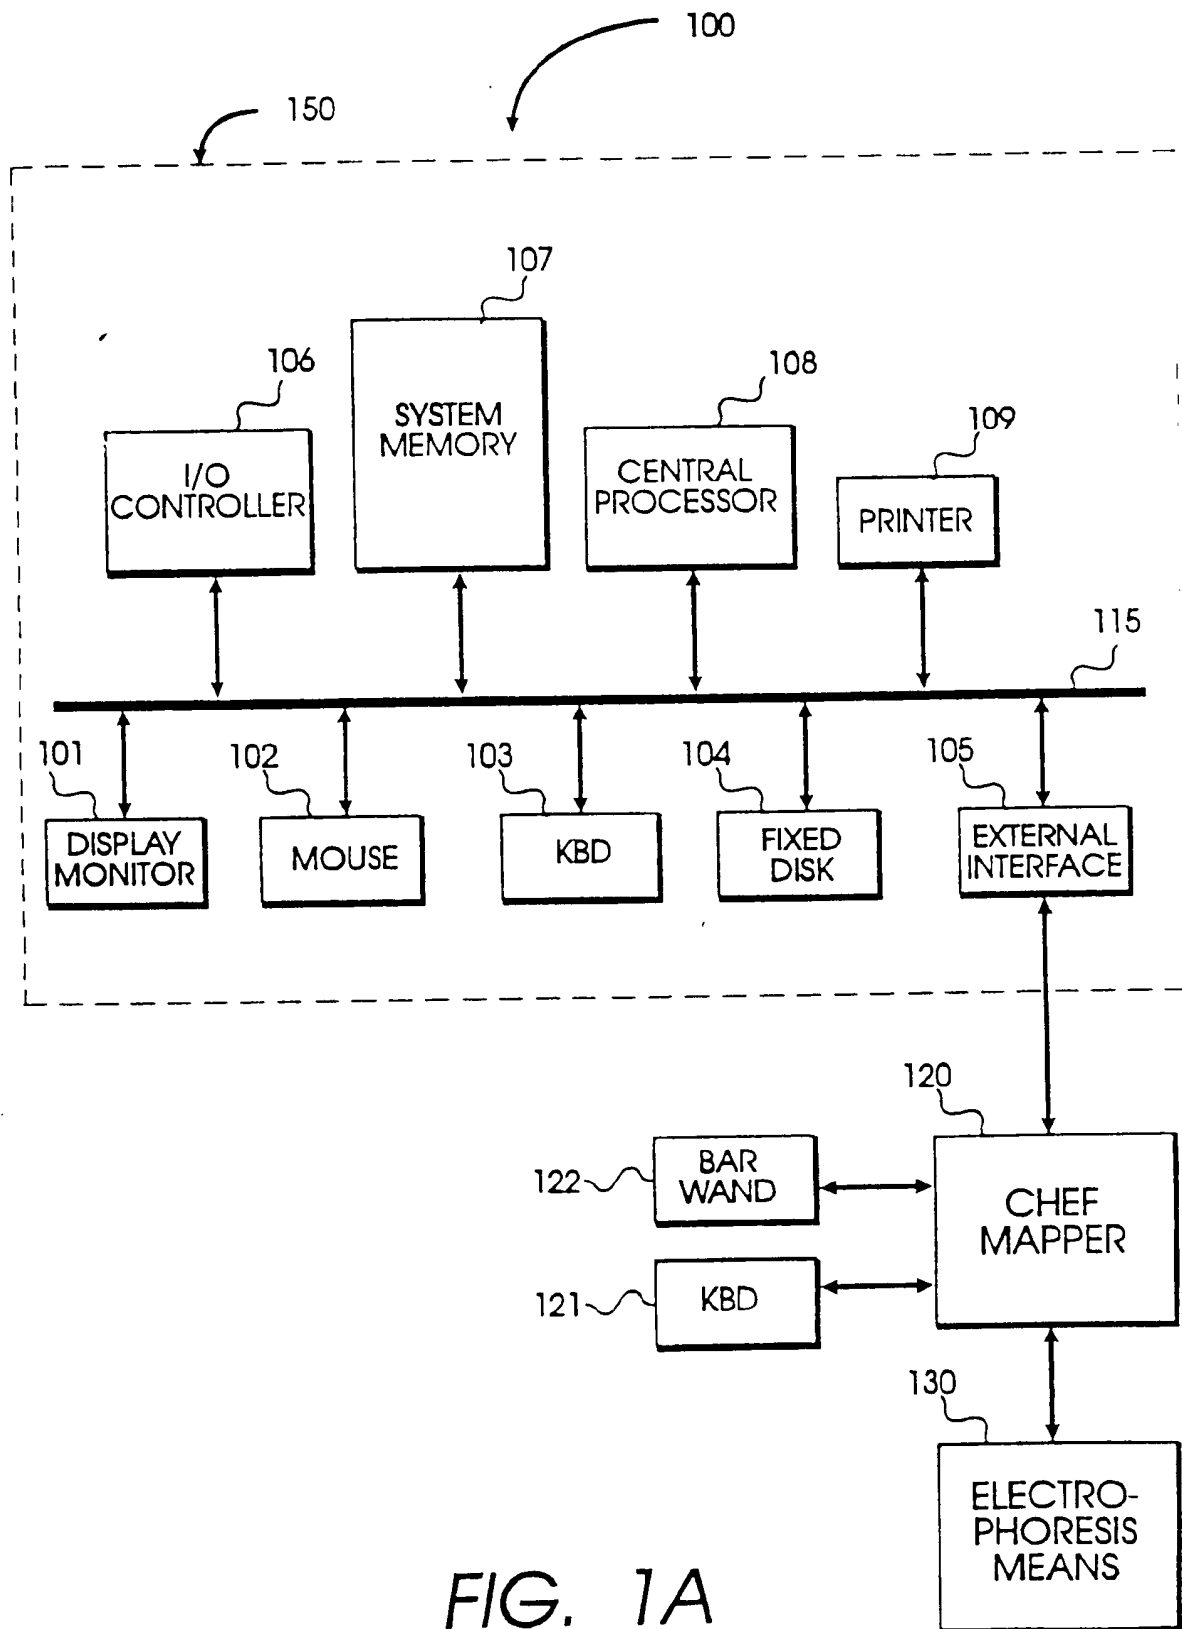 100
150
107
106
108
109
SYSTEM
MEMORY
I/O
CONTROLLER
CENTRAL
PROCESSOR
PRINTER
115
101
102
103
104
105
DISPLAY
MONITOR
MOUSE
KBD
FIXED
DISK
EXTERNAL
INTERFACE
120
122
BAR
WAND
CHEF
MAPPER
121
KBD
130
ELECTRO-
PHORESIS
MEANS
FIG. 1A